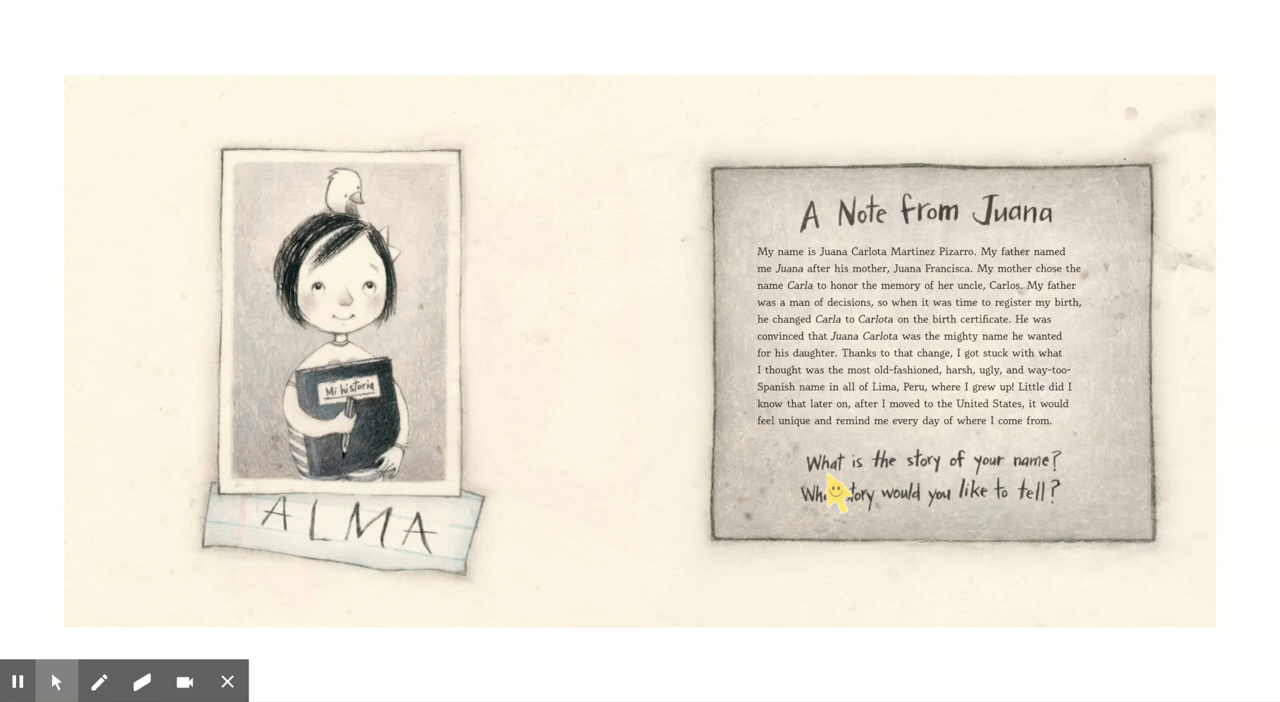 Mi historia
ALMA
A Note from Juana
My name is Juana Carlota Martinez Pizarro. My father named
me Juana after his mother, Juana Francisca. My mother chose the
name Carla to honor the memory of her uncle, Carlos. My father
was a man of decisions, so when it was time to register my birth,
he changed Carla to Carlota on the birth certificate. He was
convinced that Juana Carlota was the mighty name he wanted
for his daughter. Thanks to that change, I got stuck with what
I thought was the most old-fashioned, harsh, ugly, and way-too-
Spanish name in all of Lima, Peru, where I grew up! Little did I
know that later on, after I moved to the United States, it would
feel unique and remind me every day of where I come from.
What is the story of your name?
would you like to tell?